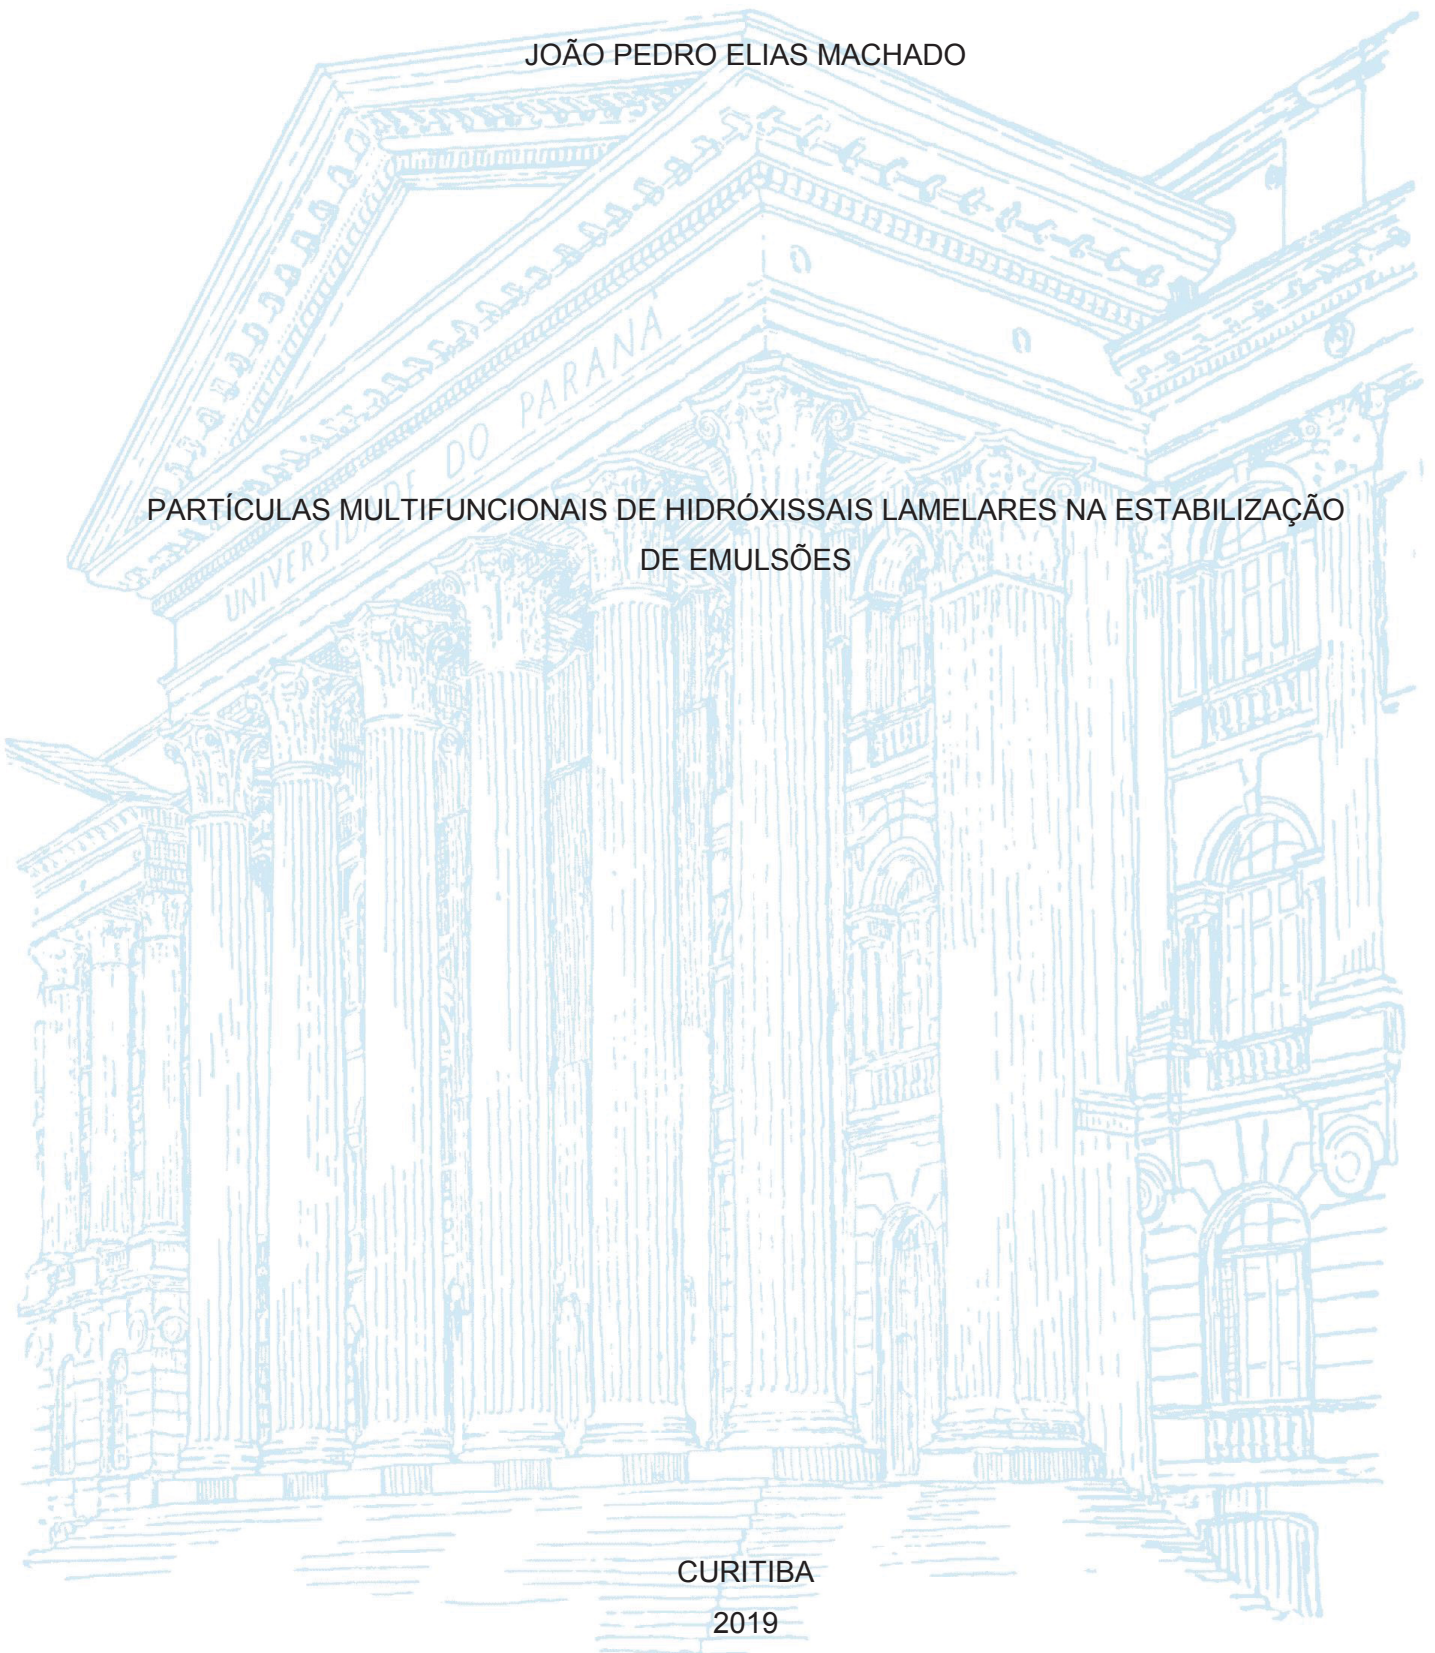 JOÃO PEDRO ELIAS MACHADO
UNIVERSIDADE DO PARANÁ
PARTÍCULAS MULTIFUNCIONAIS DE HIDRÓXISSAIS LAMELARES NA ESTABILIZAÇÃO
DE EMULSÕES
CURITIBA
2019